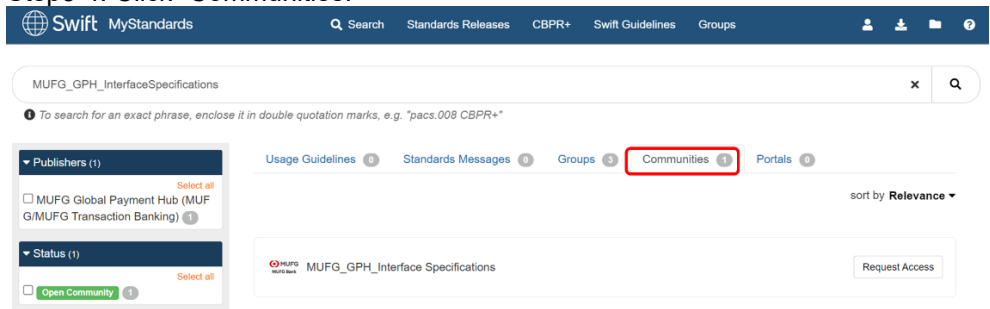 Swift MyStandards
Search Standards Releases CBPR+ Swift Guidelines Groups
MUFG_GPH_InterfaceSpecifications
To search for an exact phrase, enclose it in double quotation marks, e.g. "pacs.008 CBPR+"
Publishers (1)
Select all
MUFG Global Payment Hub (MUF
G/MUFG Transaction Banking) 1
Status (1)
Select all
Open Community 1
Usage Guidelines 0 Standards Messages 0 Groups 3 Communities 1 Portals 0
sort by Relevance
MUFG
MUFG Bank
MUFG_GPH_Interface Specifications
Request Access